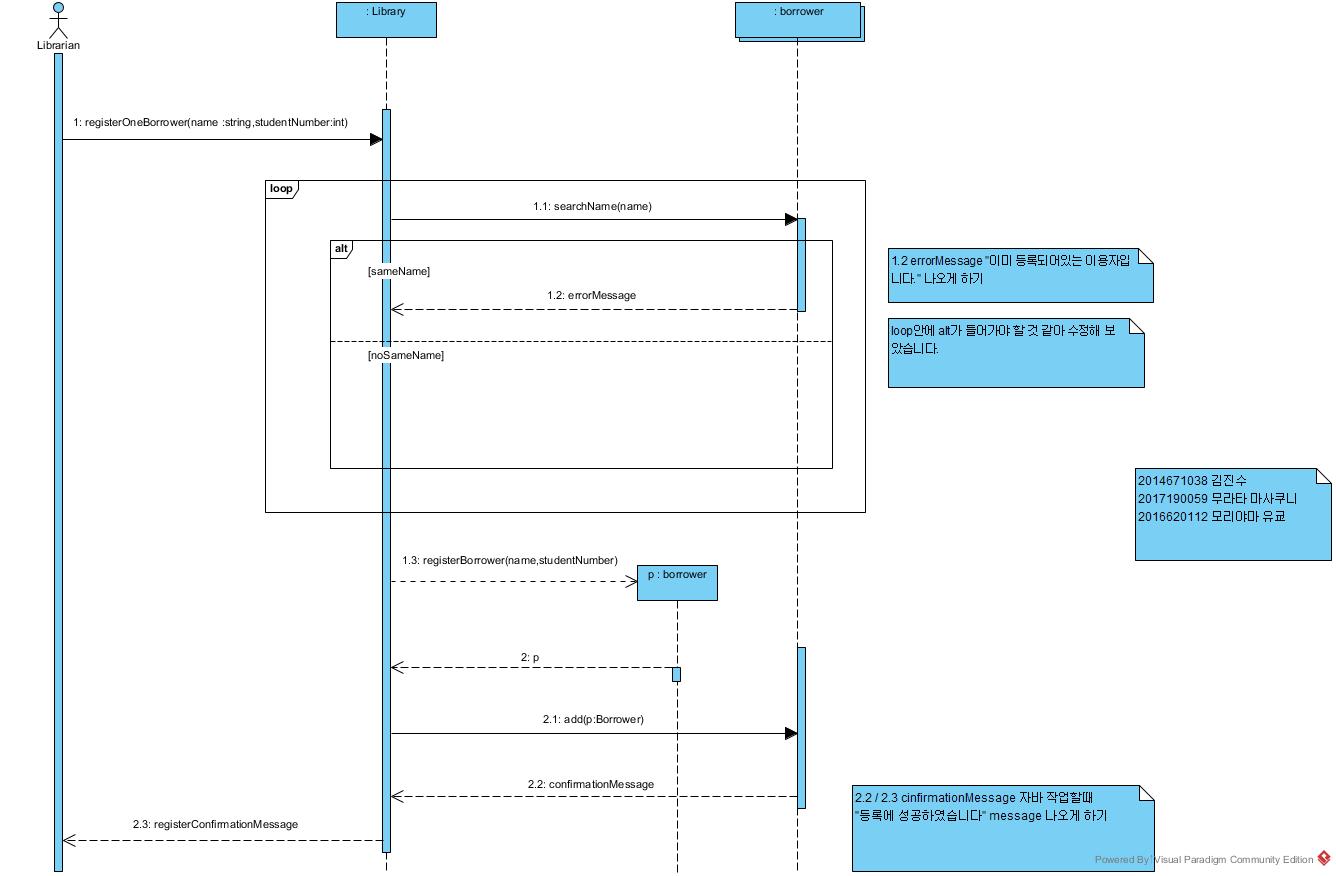 : Library
: borrower
Librarian
1: registerOneBorrower(name :string,studentNumber:int)
loop
1.1: searchName(name)
alt
[sameName]
1.2: errorMessage
[noSameName]
1.2 errorMessage "이미 등록되어있는 이용자입
니다." 나오게 하기
loop안에 alt가 들어가야 할 것 같아 수정해 보
았습니다.
2014671038 김진수
2017190059 무라타 마사쿠니
2016620112 모리야마 유쿄
1.3: registerBorrower(name,studentNumber)
p : borrower
2: p
2.1: add(p:Borrower)
2.2: confirmationMessage
2.3: registerConfirmationMessage
2.2 / 2.3 cinfirmationMessage 자바 작업할때
"등록에 성공하였습니다" message 나오게 하기
Powered By Visual Paradigm Community Edition